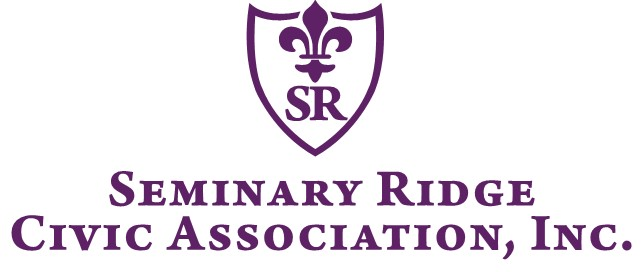 SR
SEMINARY RIDGE
CIVIC ASSOCIATION, INC.